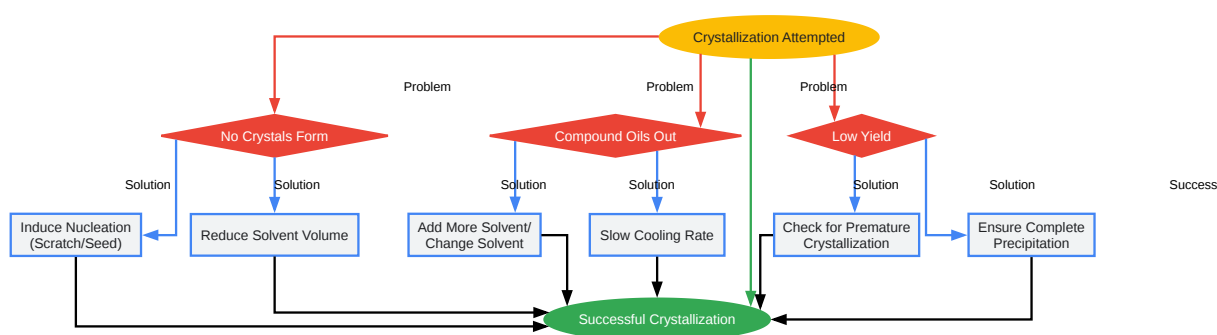 Crystallization Attempted
Problem
Problem
Problem
No Crystals Form
Compound Oils Out
Low Yield
Solution
Solution
Solution
Solution
Solution
Solution
Success
Induce Nucleation
(Scratch/Seed)
Reduce Solvent Volume
Add More Solvent/
Change Solvent
Slow Cooling Rate
Check for Premature
Crystallization
Ensure Complete
Precipitation
Successful Crystallization